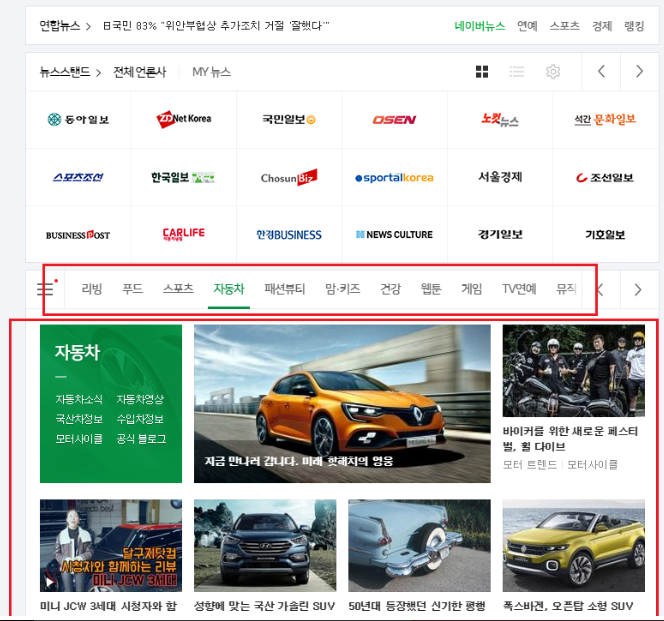 연합뉴스 > 日국민 83% "위안부협상 추가조치 거절 '잘했다'" 네이버뉴스 연예 스포츠 경제 랭킹
뉴스스탠드 > 전체 언론사 MY 뉴스
동아일보 ZDNet Korea 국민일보 OSEN 노컷뉴스 석간 문화일보
스포츠조선 한국일보 ChosunBiz sportalkorea 서울경제 조선일보
BUSINESSPOST CARLIFE 한경BUSINESS NEWS CULTURE 경기일보 기호일보
리빙 푸드 스포츠 자동차 패션뷰티 맘·키즈 건강 웹툰 게임 TV연예 뮤직
자동차
자동차소식 자동차영상
국산차정보 수입차정보
모터사이클 공식 블로그
지금 만나러 갑니다. 미래 핫해치의 영웅
바이커를 위한 새로운 페스티
벌, 휠 다이브
모터 트렌드 | 모터사이클
달구지닷컴
시청자와 함께하는 리뷰
미니 JCW 3세대
미니 JCW 3세대 시청자와 함
성향에 맞는 국산 가솔린 SUV
50년대 등장했던 신기한 평행
폭스바겐, 오픈탑 소형 SUV